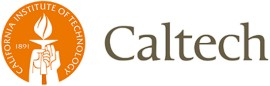 CALIFORNIA INSTITUTE OF TECHNOLOGY
1891
Caltech